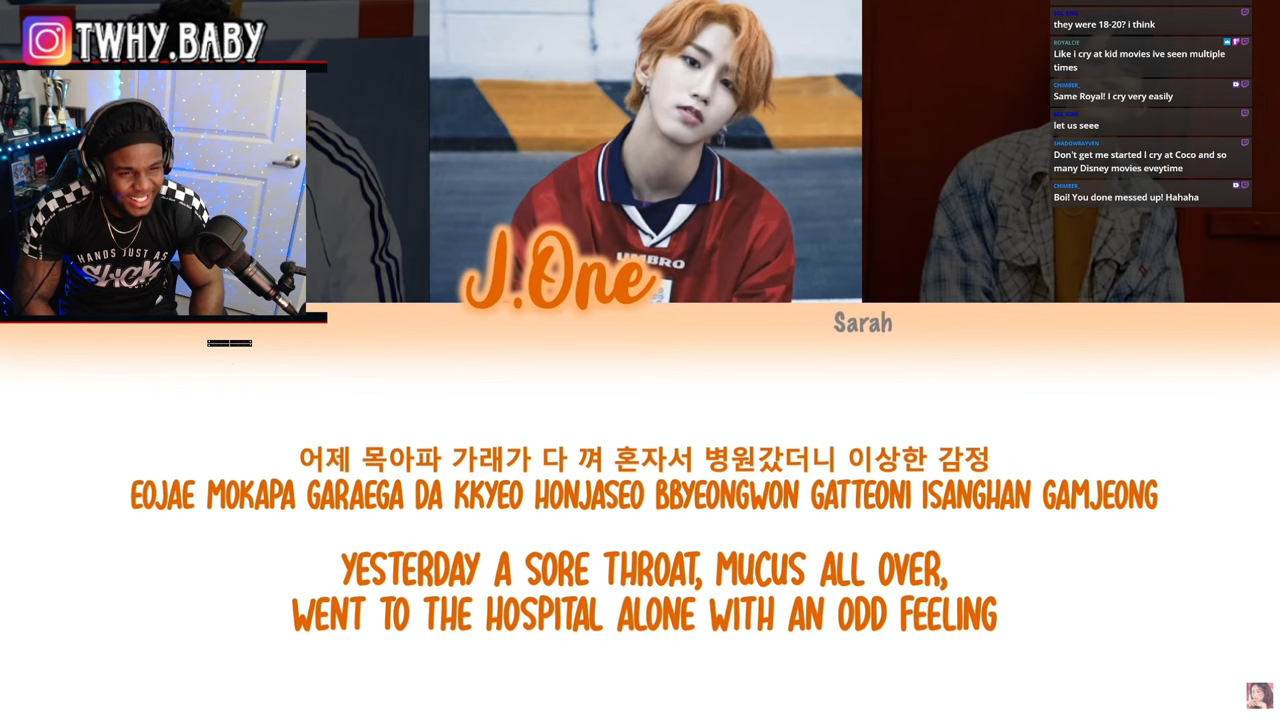 TWHY.BABY
they were 18-20? i think
ROYALCIE
Like i cry at kid movies ive seen multiple
times
CHIMBER_
Same Royal! I cry very easily
let us seee
SHADOWRAYVEN
Don't get me started I cry at Coco and so
many Disney movies eveytime
CHIMBER_
Boi! You done messed up! Hahaha
HANDS JUST AS
SLICK
UMBRO
J.One
Sarah
어제 목아파 가래가 다 껴 혼자서 병원갔더니 이상한 감정
EOJAE MOKAPA GARAEGA DA KKYEO HONJASEO BBYEONGWON GATTEONI ISANGHAN GAMJEONG
YESTERDAY A SORE THROAT, MUCUS ALL OVER,
WENT TO THE HOSPITAL ALONE WITH AN ODD FEELING